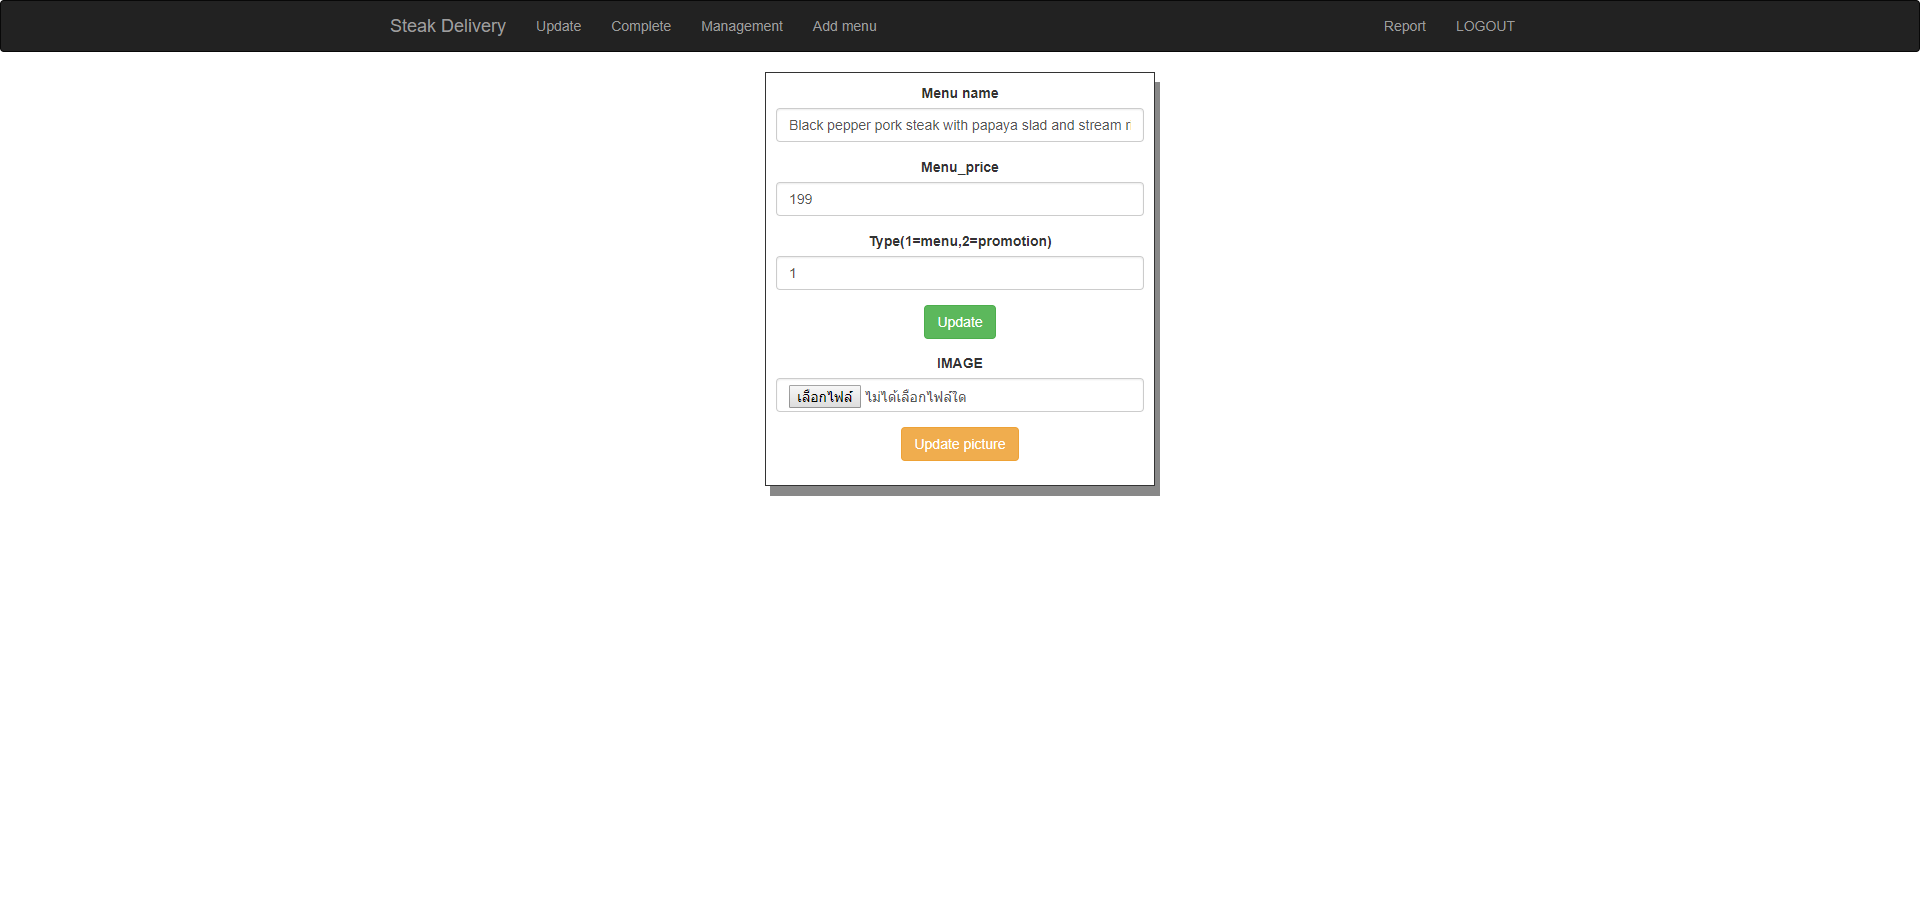 Steak Delivery Update Complete Management Add menu Report LOGOUT
Menu name
Black pepper pork steak with papaya slad and stream r
Menu_price
199
Type(1=menu,2=promotion)
1
Update
IMAGE
เลือกไฟล์ ไม่ได้เลือกไฟล์ใด
Update picture